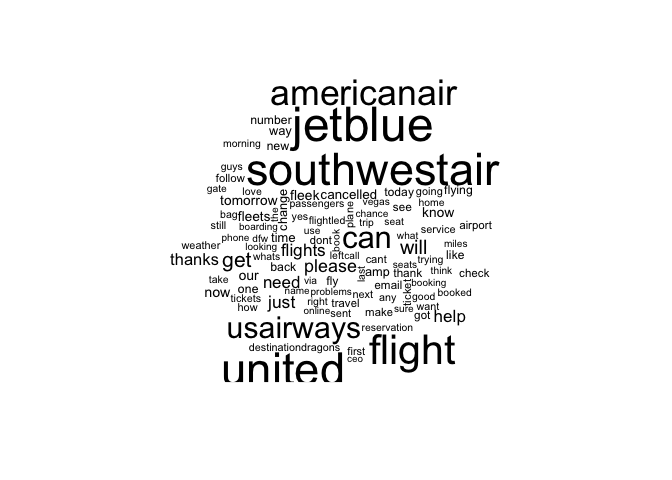 americanair
number jetblue
way
morning new
guys southwestair
follow
gate love fleek cancelled today going flying
tomorrow the change passengers vegas see home
bag fleets yes flightled plane chance know
still boarding use trip seat service airport
phone dfw time dont book can what will miles
weather looking flights leftcall cant like
thanks get whats please seats trying
back last amp thank think check
take our need via fly email ticket booking
now one name problems next any good booked
tickets just right travel sure want
how online sent make got help
usairways reservation
destinationdragons first flight
united ceo